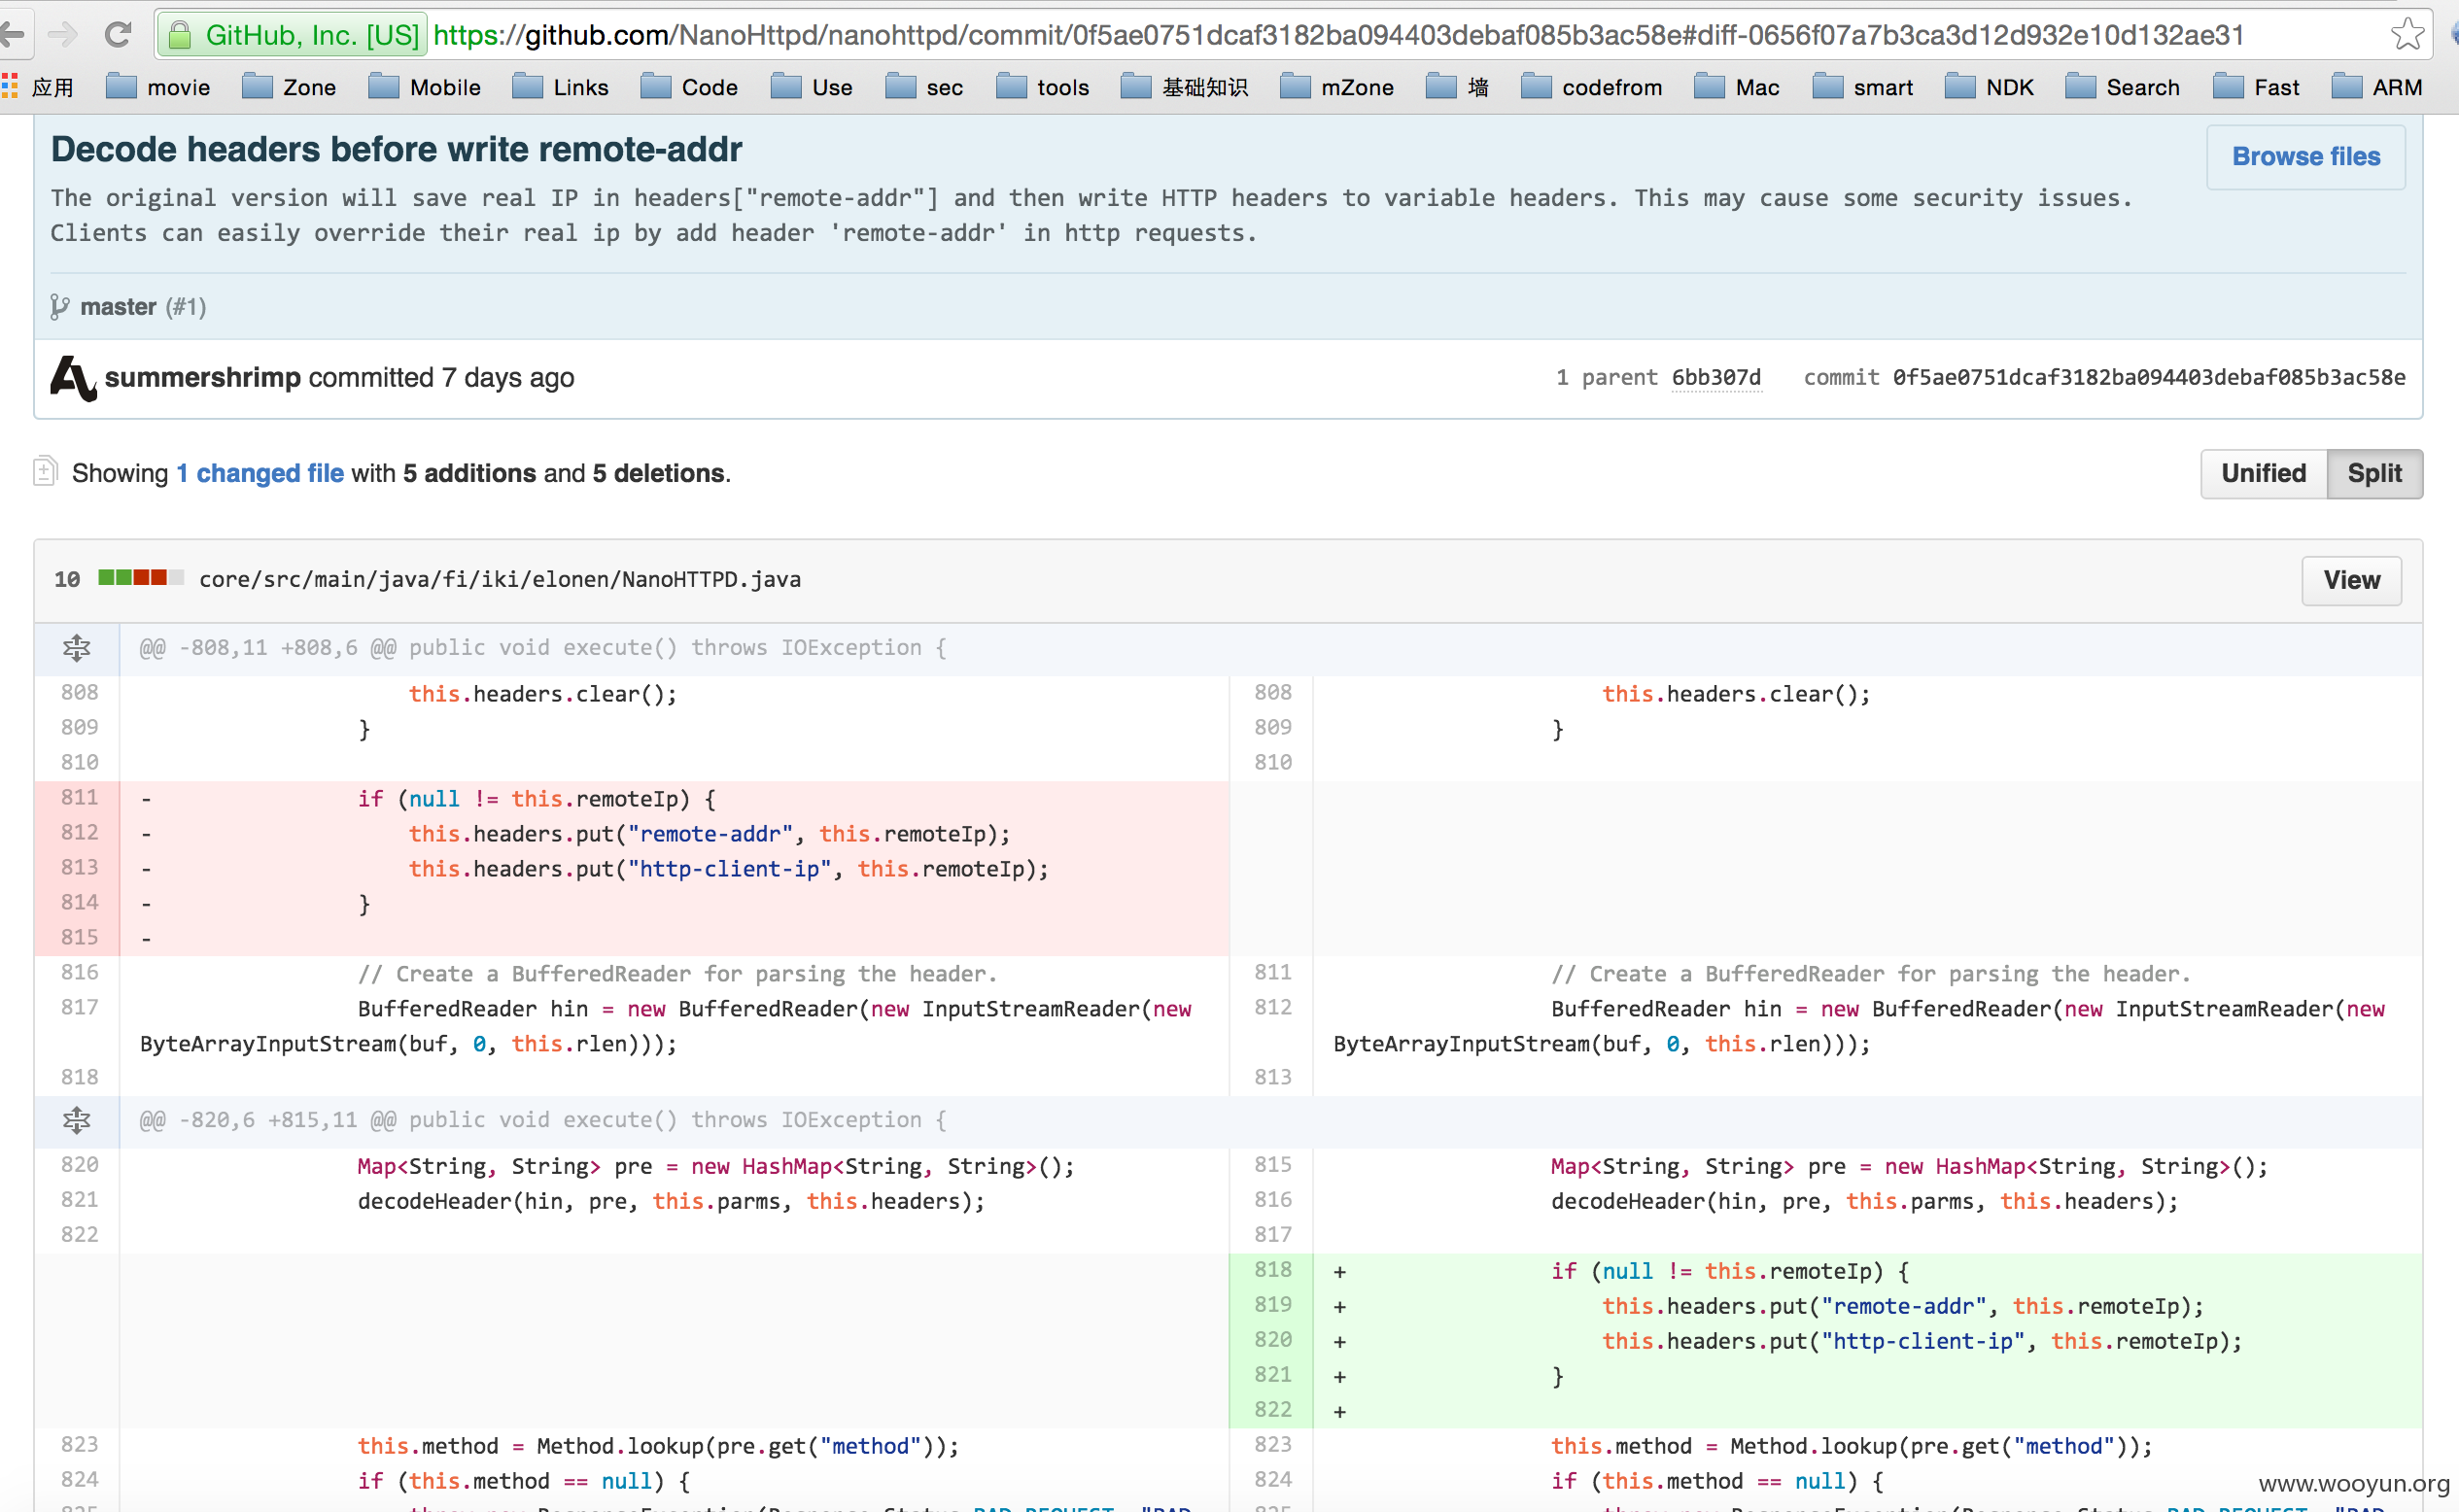 GitHub, Inc. [US] https://github.com/NanoHttpd/nanohttpd/commit/0f5ae0751dcaf3182ba094403debaf085b3ac58e#diff-0656f07a7b3ca3d12d932e10d132ae31
应用 movie Zone Mobile Links Code Use sec tools 基础知识 mZone 墙 codefrom Mac smart NDK Search Fast ARM
Decode headers before write remote-addr
Browse files
The original version will save real IP in headers["remote-addr"] and then write HTTP headers to variable headers. This may cause some security issues.
Clients can easily override their real ip by add header 'remote-addr' in http requests.
master (#1)
summershrimp committed 7 days ago 1 parent 6bb307d commit 0f5ae0751dcaf3182ba094403debaf085b3ac58e
Showing 1 changed file with 5 additions and 5 deletions. Unified Split
10 core/src/main/java/fi/iki/elonen/NanoHTTPD.java View
@@ -808,11 +808,6 @@ public void execute() throws IOException {
808 this.headers.clear(); 808 this.headers.clear();
809 } 809 }
810 810
811 - if (null != this.remoteIp) {
812 - this.headers.put("remote-addr", this.remoteIp);
813 - this.headers.put("http-client-ip", this.remoteIp);
814 - }
815 -
816 // Create a BufferedReader for parsing the header. 811 // Create a BufferedReader for parsing the header.
817 BufferedReader hin = new BufferedReader(new InputStreamReader(new 812 BufferedReader hin = new BufferedReader(new InputStreamReader(new
ByteArrayInputStream(buf, 0, this.rlen))); ByteArrayInputStream(buf, 0, this.rlen)));
818 813
@@ -820,6 +815,11 @@ public void execute() throws IOException {
820 Map<String, String> pre = new HashMap<String, String>(); 815 Map<String, String> pre = new HashMap<String, String>();
821 decodeHeader(hin, pre, this.parms, this.headers); 816 decodeHeader(hin, pre, this.parms, this.headers);
822 817
818 + if (null != this.remoteIp) {
819 + this.headers.put("remote-addr", this.remoteIp);
820 + this.headers.put("http-client-ip", this.remoteIp);
821 + }
822 +
823 this.method = Method.lookup(pre.get("method")); 823 this.method = Method.lookup(pre.get("method"));
824 if (this.method == null) { 824 if (this.method == null) {
www.wooyun.org